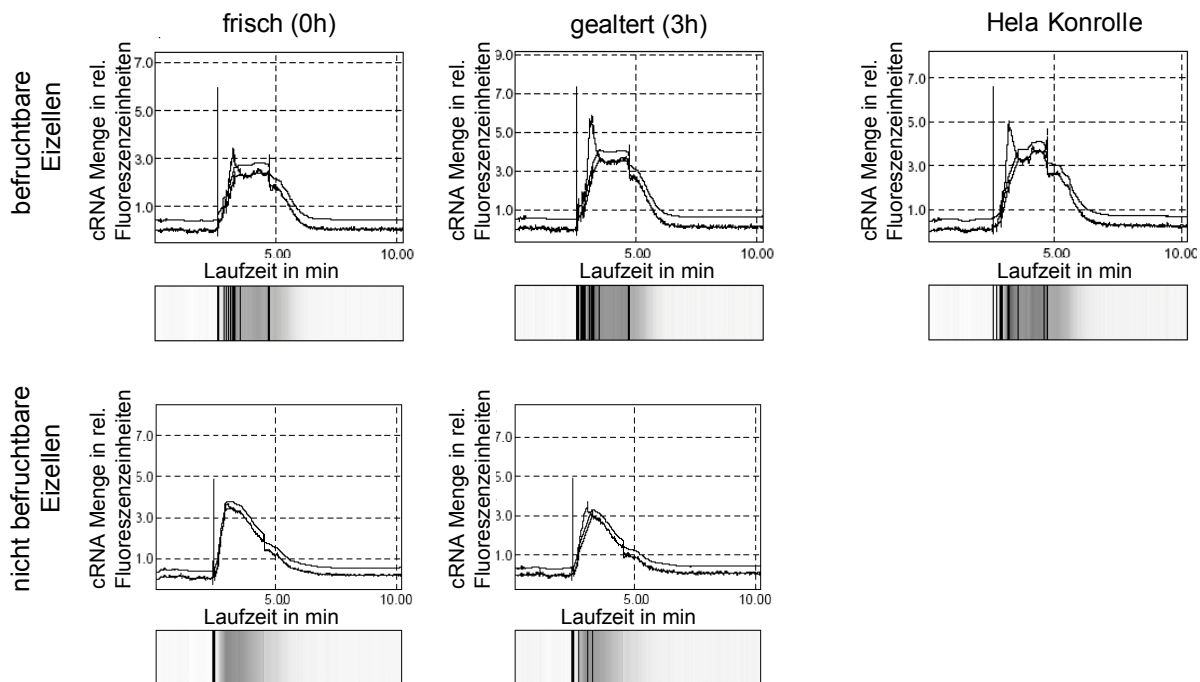 frisch (0h)
gealtert (3h)
Hela Konrolle
befruchtbare
Eizellen
cRNA Menge in rel.
Fluoreszenzeinheiten
7.0
5.0
3.0
1.0
5.00
10.00
Laufzeit in min
cRNA Menge in rel.
Fluoreszenzeinheiten
9.0
7.0
5.0
3.0
1.0
5.00
10.00
Laufzeit in min
cRNA Menge in rel.
Fluoreszenzeinheiten
7.0
5.0
3.0
1.0
5.00
10.00
Laufzeit in min
nicht befruchtbare
Eizellen
cRNA Menge in rel.
Fluoreszenzeinheiten
7.0
5.0
3.0
1.0
5.00
10.00
Laufzeit in min
cRNA Menge in rel.
Fluoreszenzeinheiten
7.0
5.0
3.0
1.0
5.00
10.00
Laufzeit in min